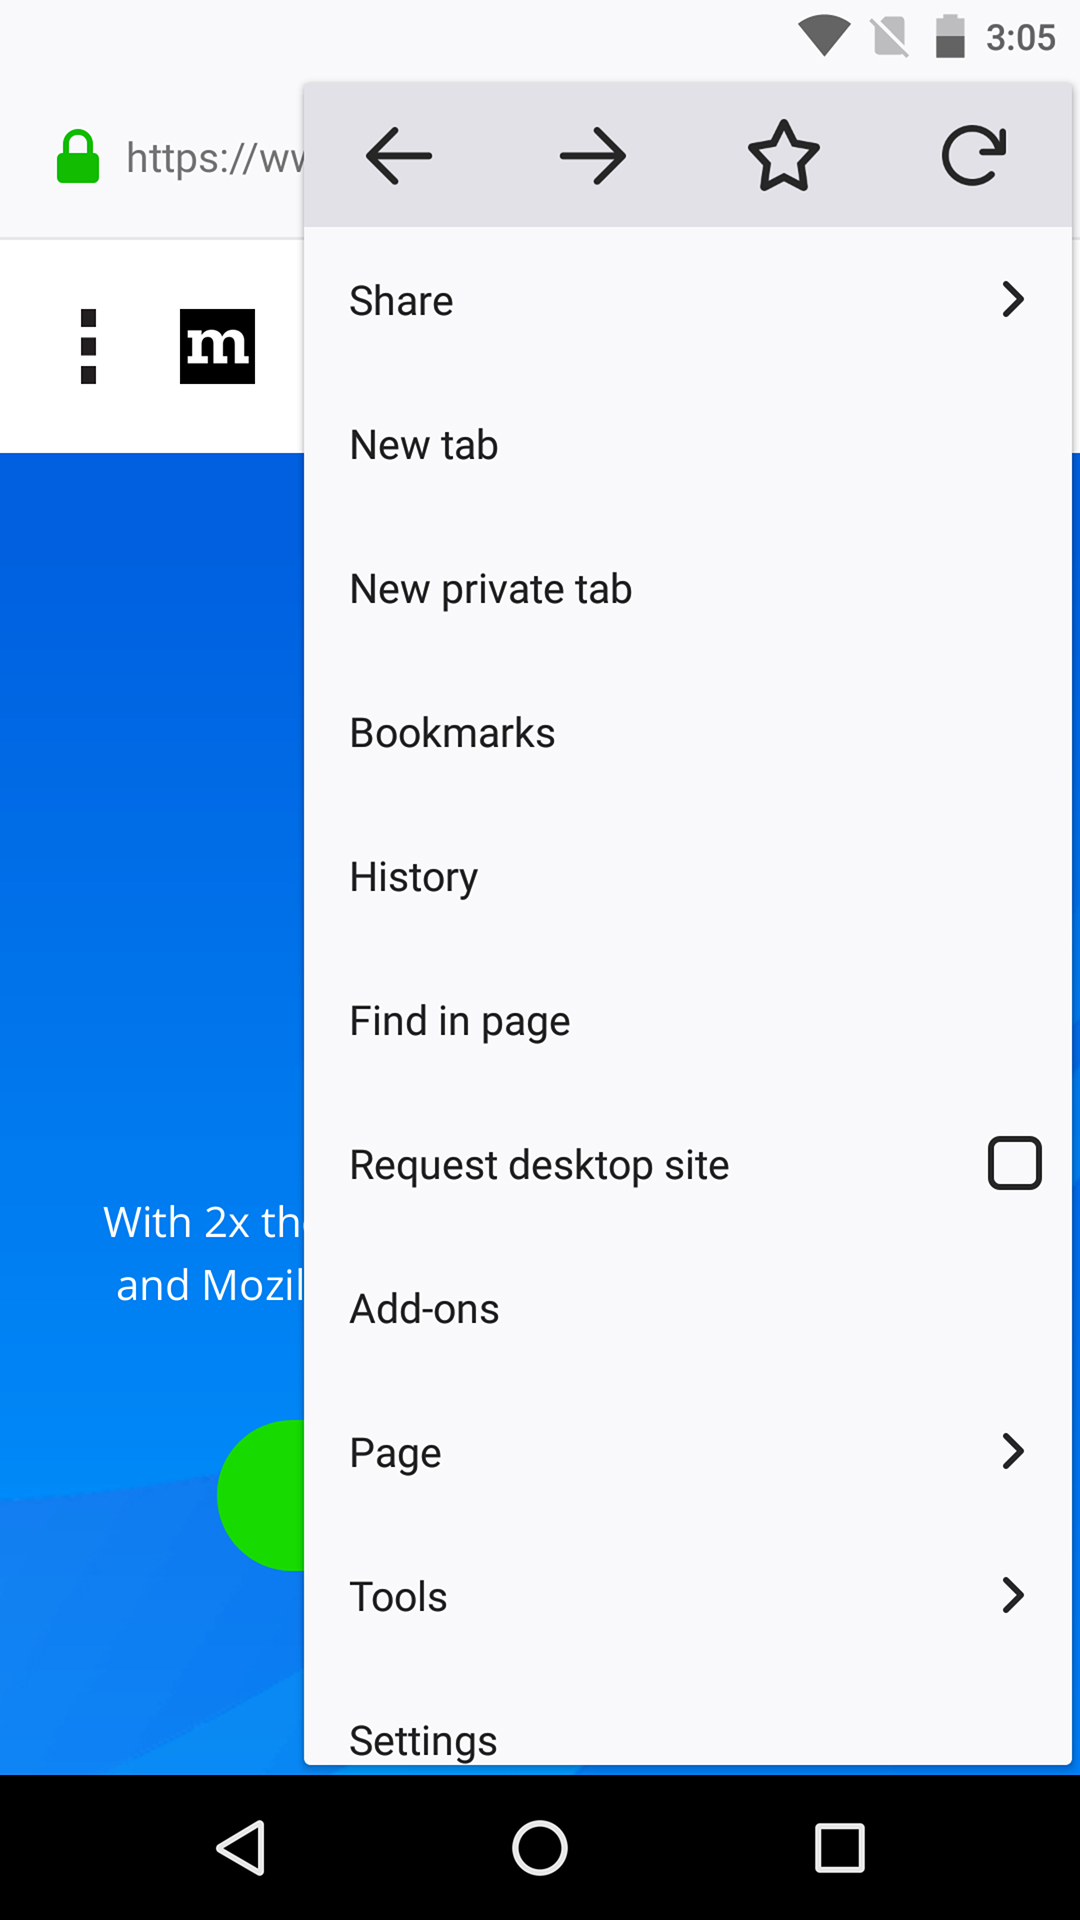 3:05
https://ww
m
Share
New tab
New private tab
Bookmarks
History
Find in page
Request desktop site
With 2x the
and Mozil
Add-ons
Page
Tools
Settings